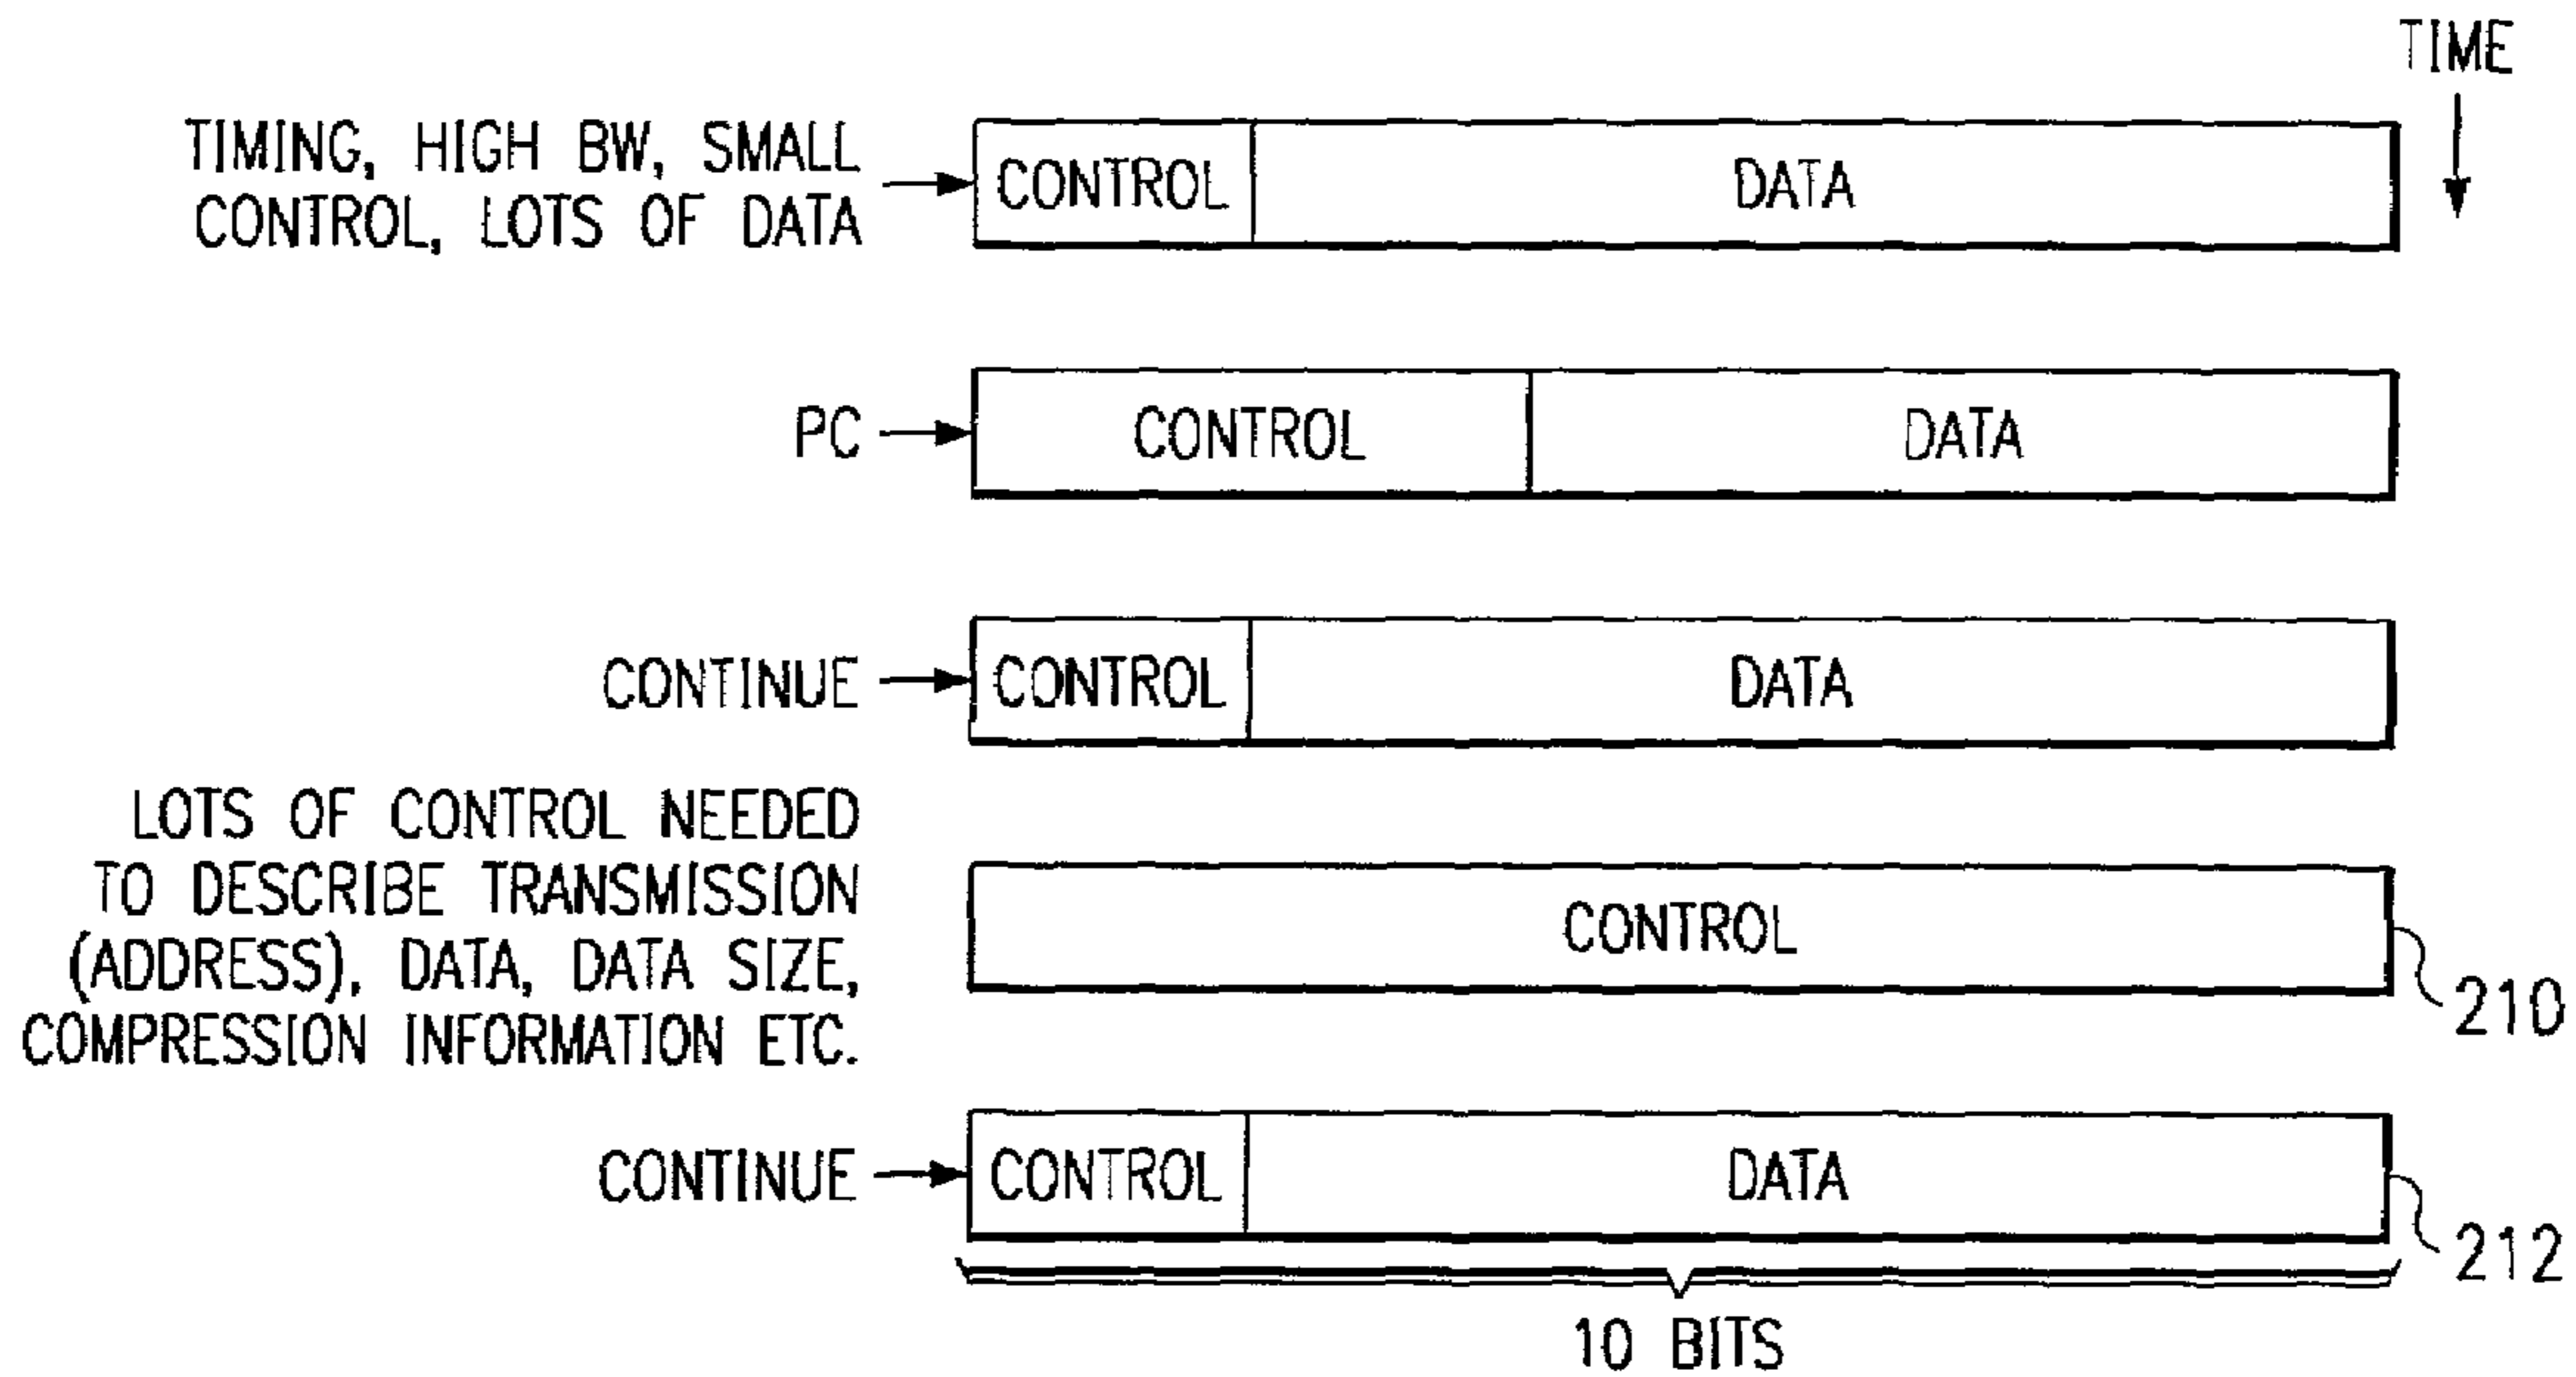 TIME
TIMING, HIGH BW, SMALL
CONTROL, LOTS OF DATA
CONTROL
DATA
PC
CONTROL
DATA
CONTINUE
CONTROL
DATA
LOTS OF CONTROL NEEDED
TO DESCRIBE TRANSMISSION
(ADDRESS), DATA, DATA SIZE,
COMPRESSION INFORMATION ETC.
CONTROL
210
CONTINUE
CONTROL
DATA
212
10 BITS